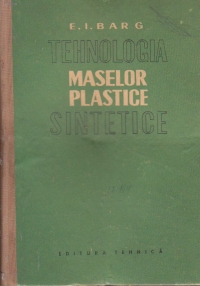 E. I. BARG
TEHNOLOGIA
MASELOR
PLASTICE
SINTETICE
EDITURA TEHNICĂ